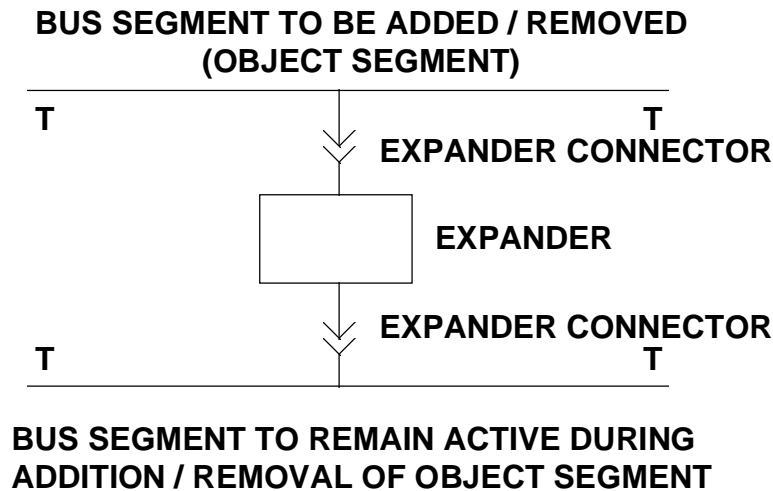 BUS SEGMENT TO BE ADDED / REMOVED
(OBJECT SEGMENT)
T
T
EXPANDER CONNECTOR
EXPANDER
EXPANDER CONNECTOR
T
T
BUS SEGMENT TO REMAIN ACTIVE DURING
ADDITION / REMOVAL OF OBJECT SEGMENT